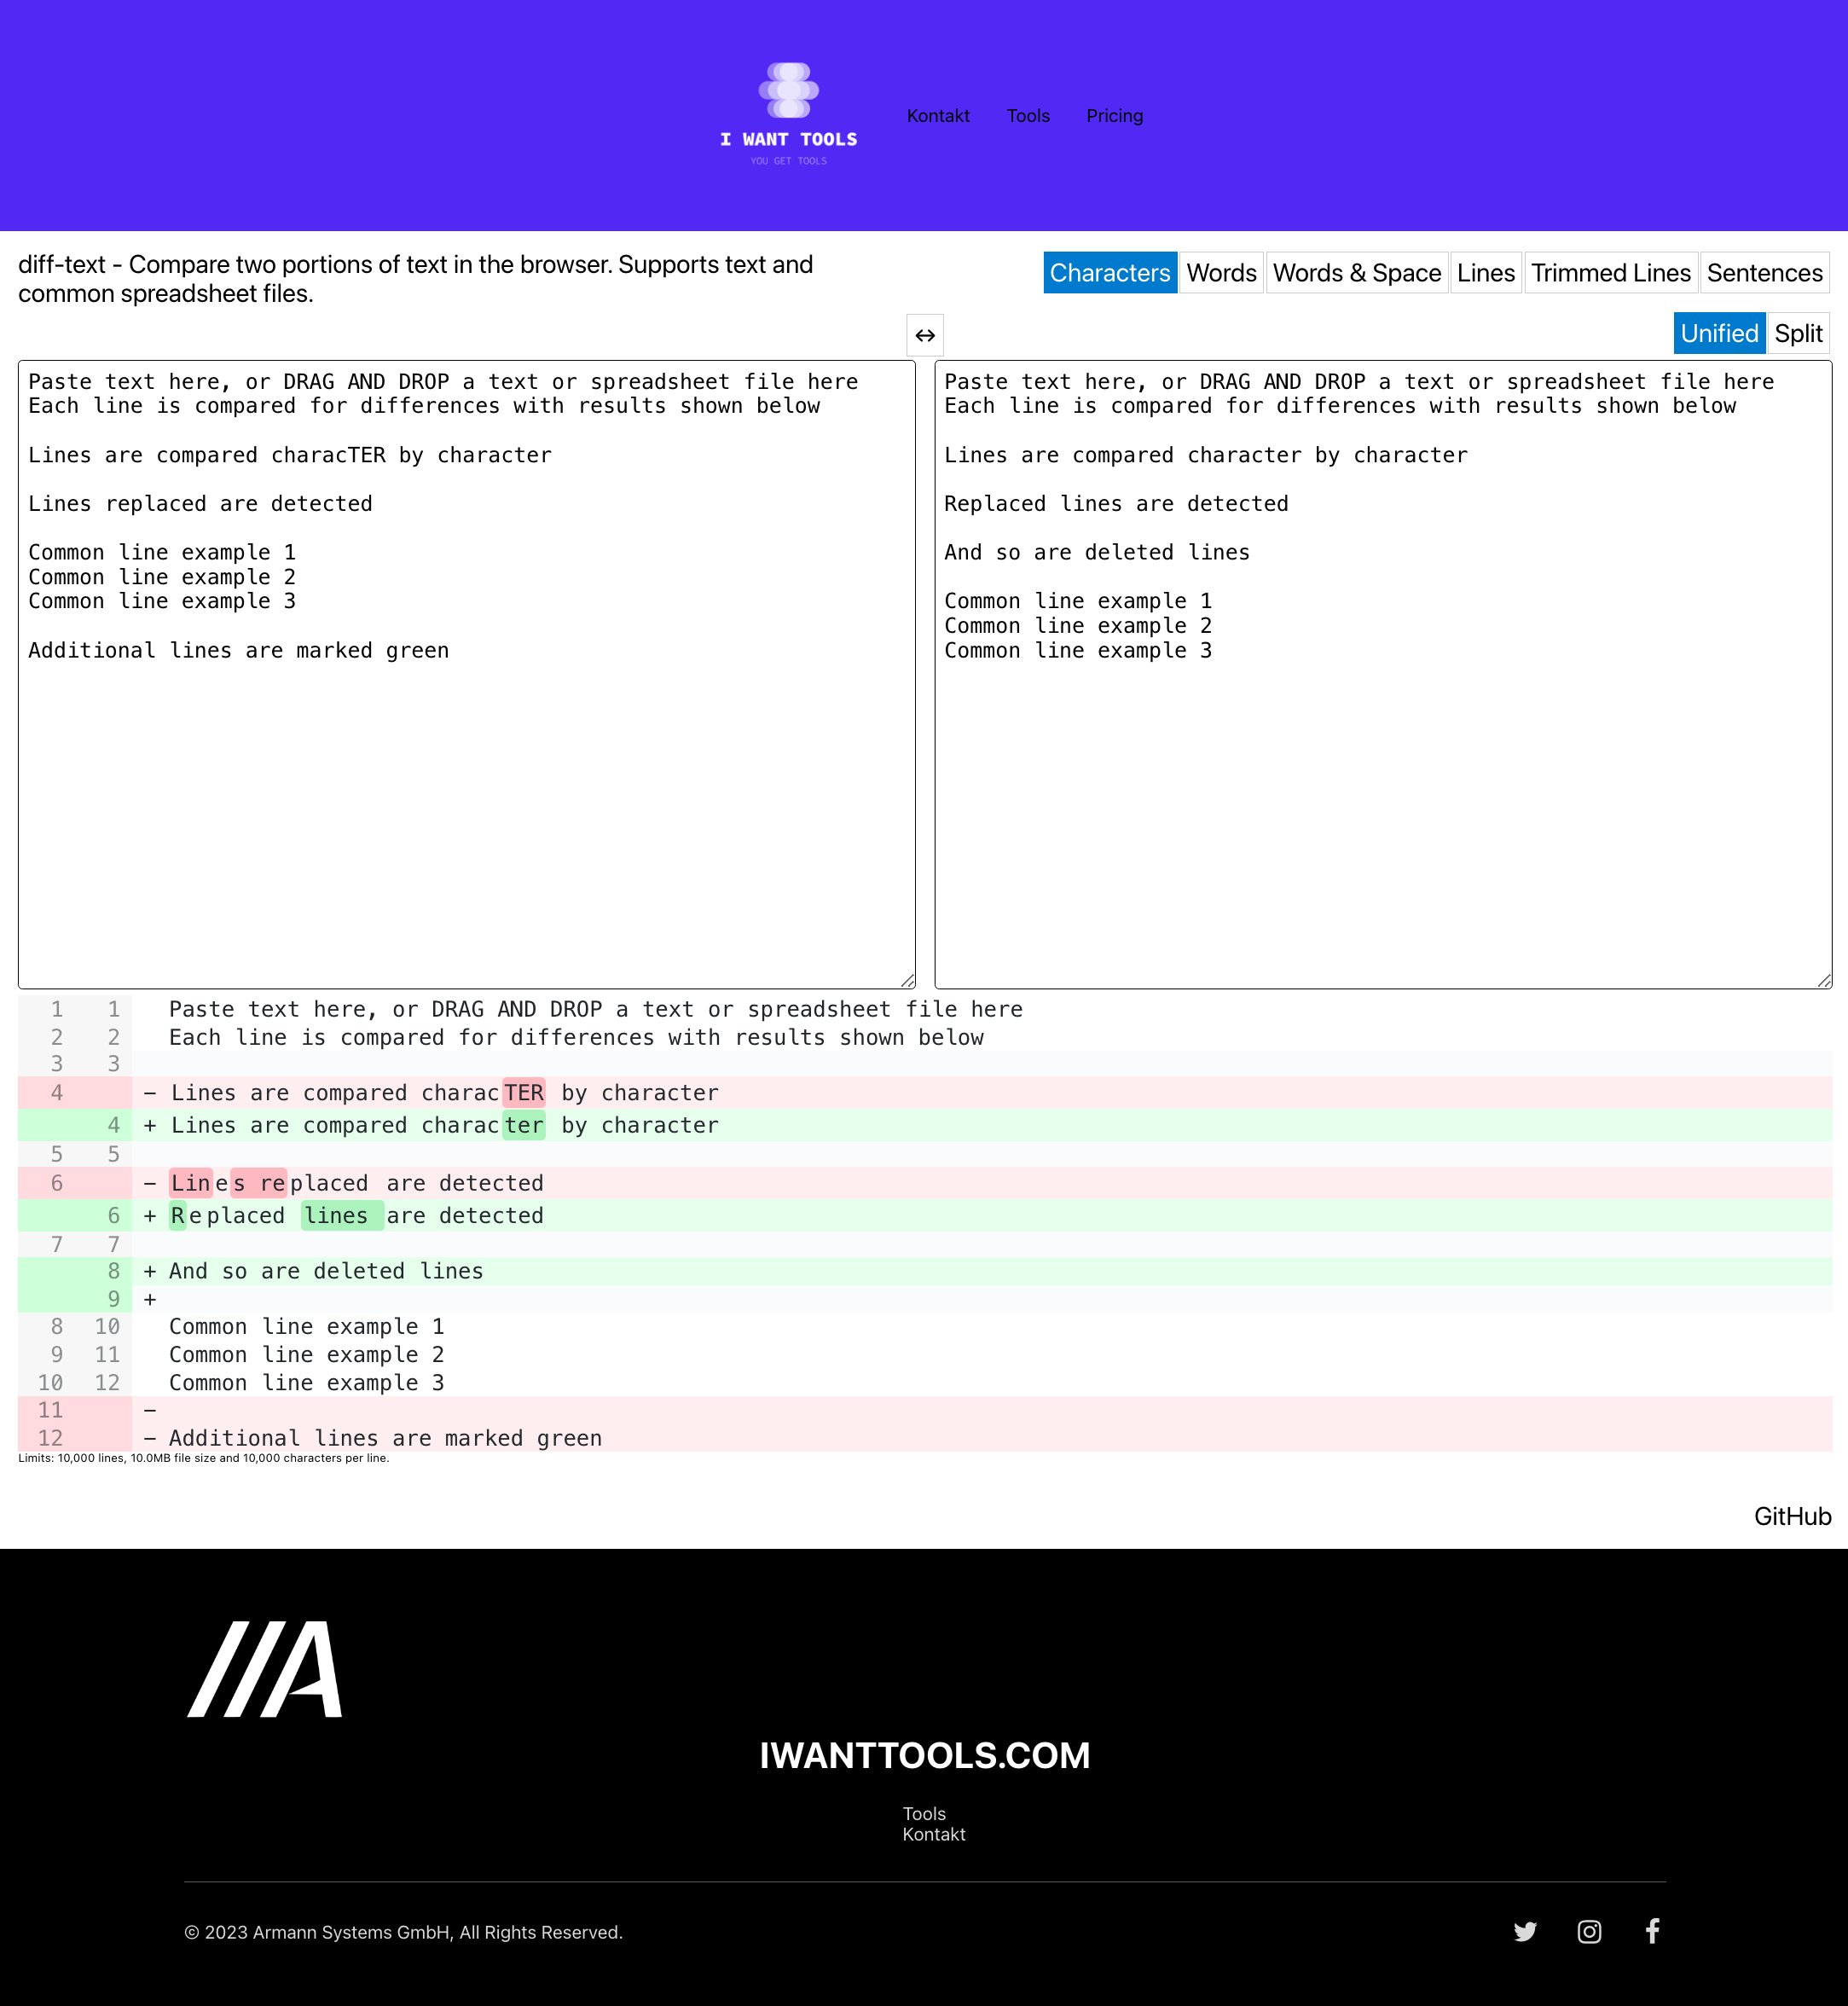 I WANT TOOLS
YOU GET TOOLS
Kontakt Tools Pricing
diff-text - Compare two portions of text in the browser. Supports text and
common spreadsheet files.
Characters Words Words & Space Lines Trimmed Lines Sentences
Unified Split
Paste text here, or DRAG AND DROP a text or spreadsheet file here
Each line is compared for differences with results shown below
Lines are compared characTER by character
Lines replaced are detected
Common line example 1
Common line example 2
Common line example 3
Additional lines are marked green
Paste text here, or DRAG AND DROP a text or spreadsheet file here
Each line is compared for differences with results shown below
Lines are compared character by character
Replaced lines are detected
And so are deleted lines
Common line example 1
Common line example 2
Common line example 3
1 1 Paste text here, or DRAG AND DROP a text or spreadsheet file here
2 2 Each line is compared for differences with results shown below
3 3
4 - Lines are compared characTER by character
4 + Lines are compared character by character
5 5
6 - Lines replaced are detected
6 + Replaced lines are detected
7 7
8 + And so are deleted lines
9 +
8 10 Common line example 1
9 11 Common line example 2
10 12 Common line example 3
11 -
12 - Additional lines are marked green
Limits: 10,000 lines, 10.0MB file size and 10,000 characters per line.
GitHub
//A
IWANTTOOLS.COM
Tools
Kontakt
© 2023 Armann Systems GmbH, All Rights Reserved.